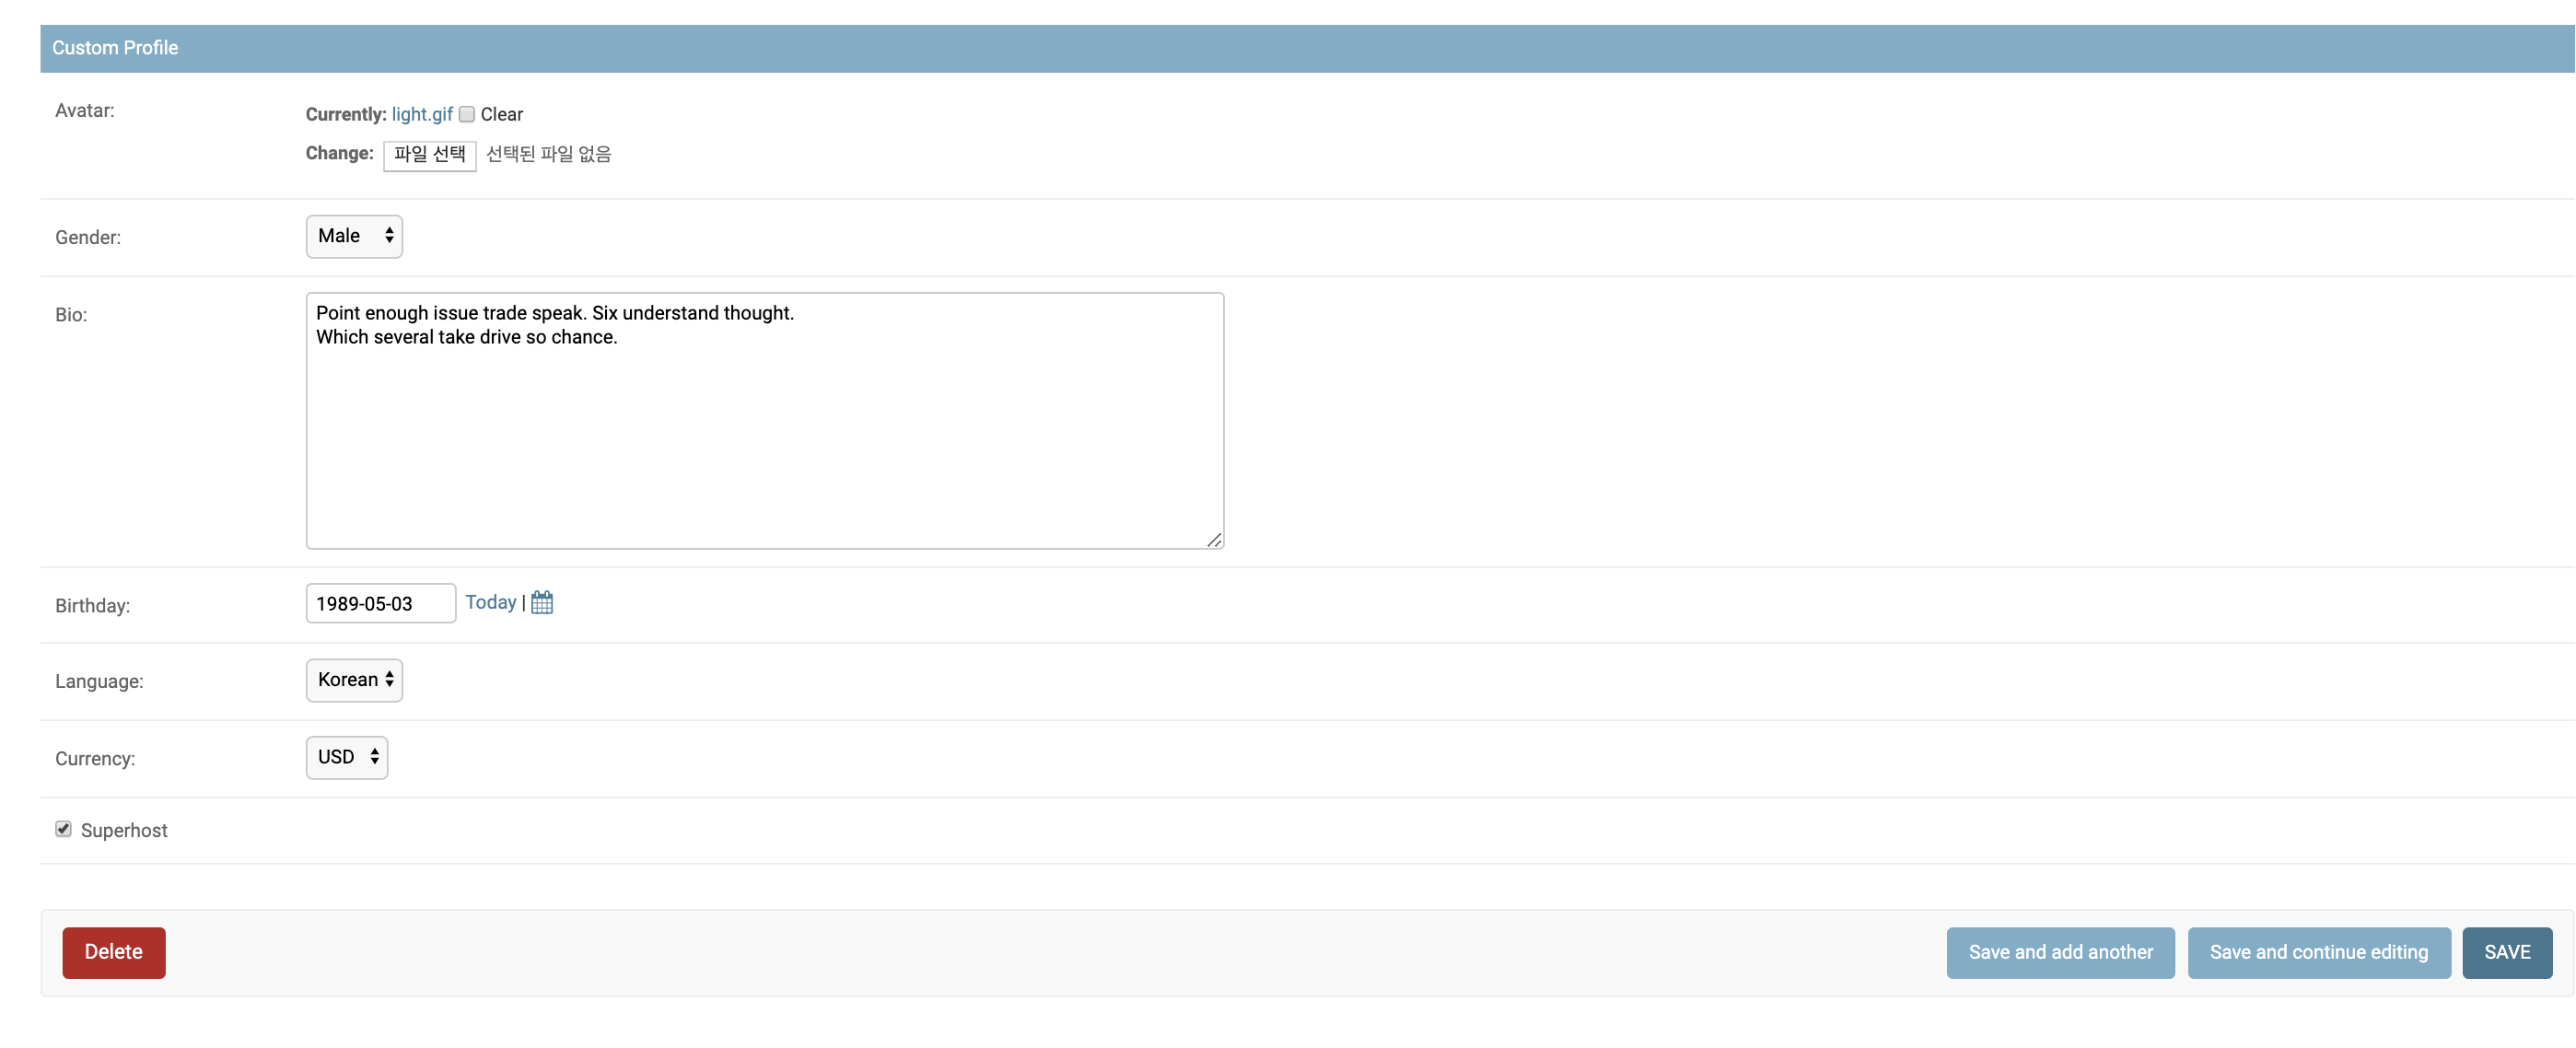 Custom Profile
Avatar:
Currently: light.gif Clear
Change: 파일 선택 선택된 파일 없음
Gender:
Male
Bio:
Point enough issue trade speak. Six understand thought.
Which several take drive so chance.
Birthday:
1989-05-03 Today |
Language:
Korean
Currency:
USD
Superhost
Delete
Save and add another
Save and continue editing
SAVE